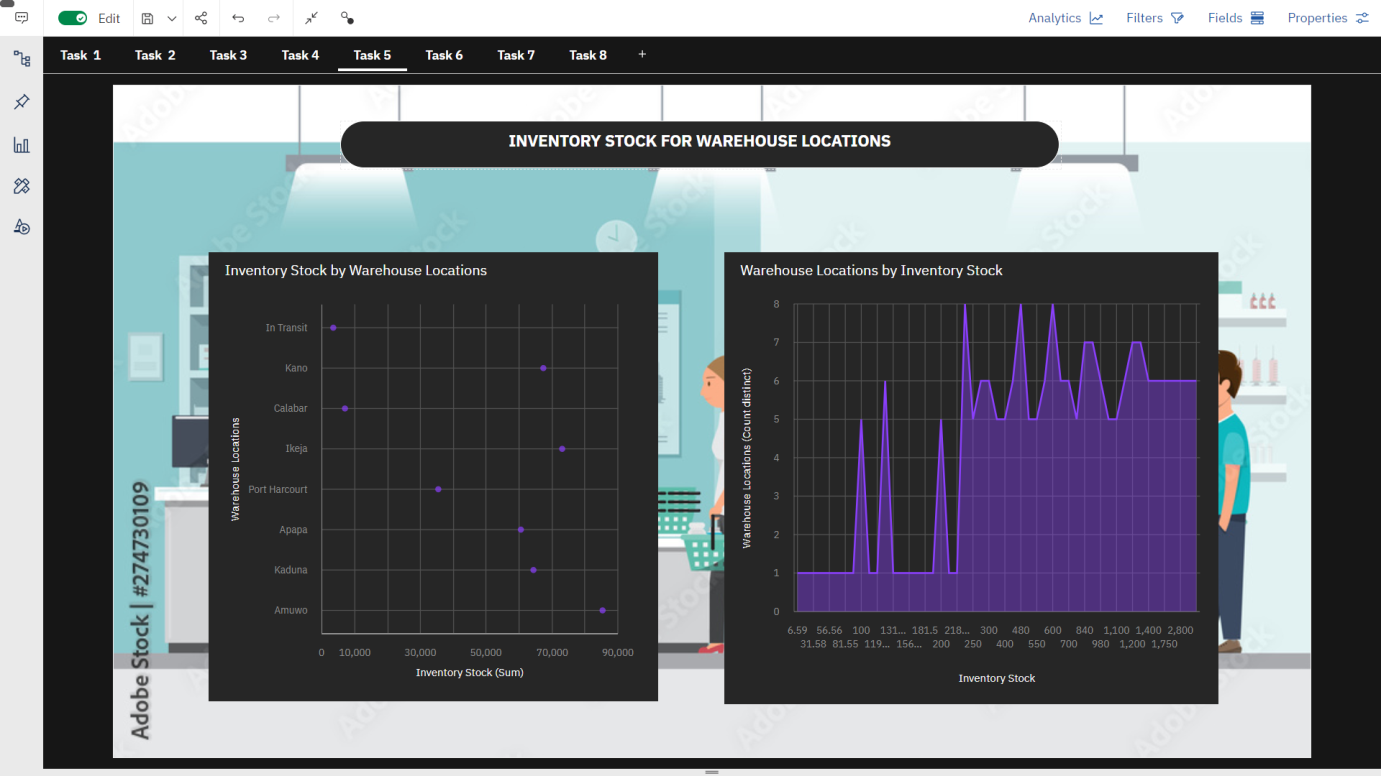 Edit
Analytics
Filters
Fields
Properties
Task 1
Task 2
Task 3
Task 4
Task 5
Task 6
Task 7
Task 8
+
INVENTORY STOCK FOR WAREHOUSE LOCATIONS
Inventory Stock by Warehouse Locations
Warehouse Locations
In Transit
Kano
Calabar
Ikeja
Port Harcourt
Apapa
Kaduna
Amuwo
0 10,000 30,000 50,000 70,000 90,000
Inventory Stock (Sum)
Warehouse Locations by Inventory Stock
Warehouse Locations (Count distinct)
8
7
6
5
4
3
2
1
0
6.59 56.56 100 131... 181.5 218... 300 480 600 840 1,100 1,400 2,800
31.58 81.55 119... 156... 200 250 400 550 700 980 1,200 1,750
Inventory Stock
Adobe Stock | #274730109